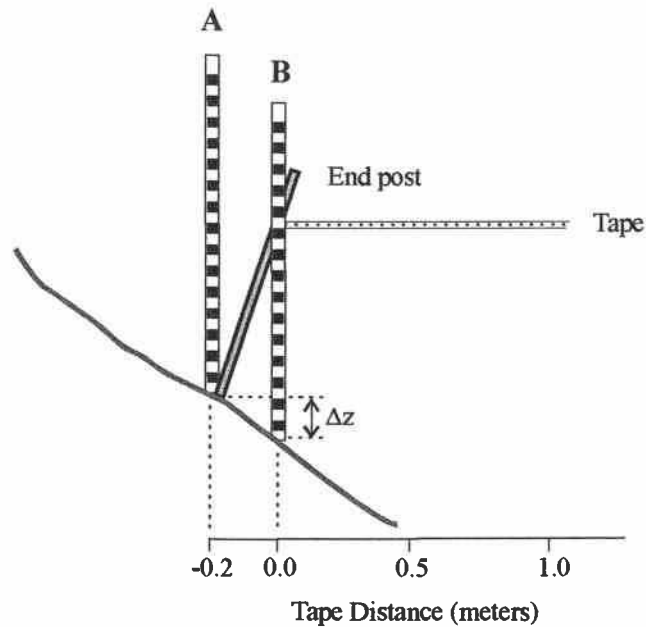 A
B
End post
Tape
Δz
-0.2 0.0 0.5 1.0
Tape Distance (meters)